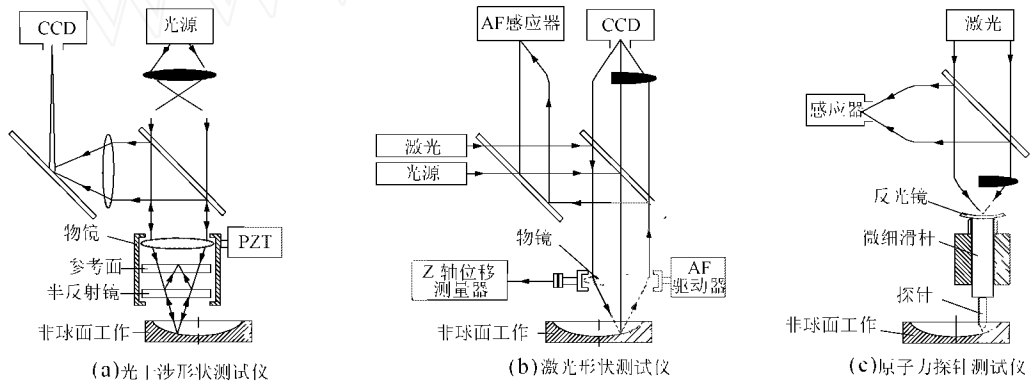 CCD
光源
物镜
参考面
半反射镜
PZT
非球面工作
(a)光干涉形状测试仪
AF感应器
CCD
激光
光源
物镜
Z 轴位移
测量器
AF
驱动器
非球面工作
(b)激光形状测试仪
激光
感应器
反光镜
微细滑杆
探针
非球面工作
(c)原子力探针测试仪